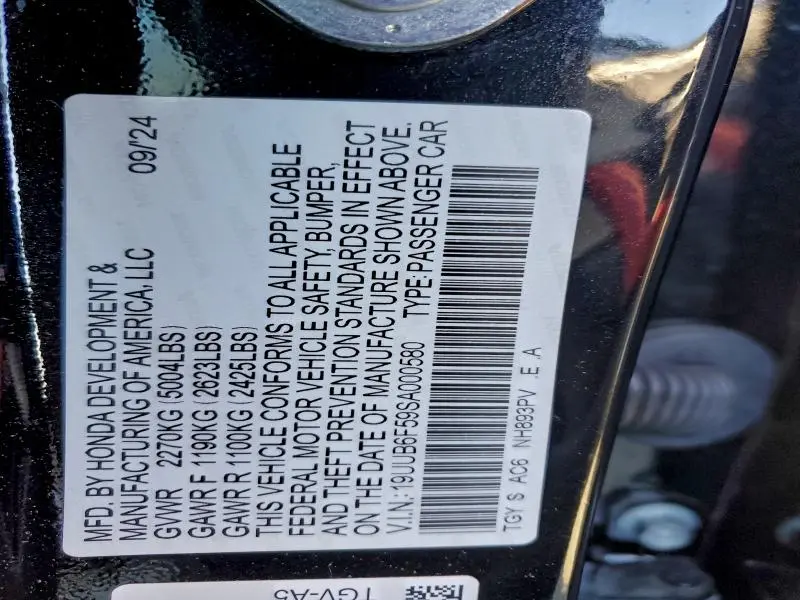 MFD. BY HONDA DEVELOPMENT &
MANUFACTURING OF AMERICA, LLC 09/'24
GVWR 2270KG (5004LBS)
GAWR F 1190KG (2623LBS)
GAWR R 1100KG (2425LBS)
THIS VEHICLE CONFORMS TO ALL APPLICABLE
FEDERAL MOTOR VEHICLE SAFETY, BUMPER,
AND THEFT PREVENTION STANDARDS IN EFFECT
ON THE DATE OF MANUFACTURE SHOWN ABOVE.
V.I.N.: 19UUB6F59SA000580 TYPE: PASSENGER CAR
TGY S AC6 NH893PV .E .A
TGV-A5